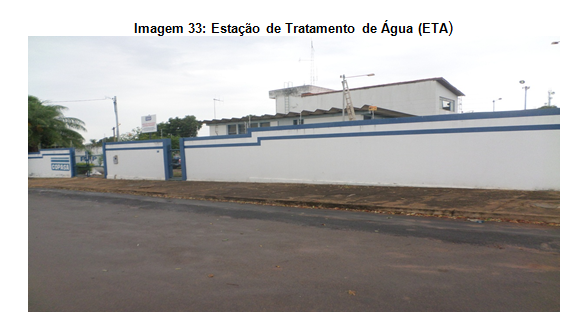 Imagem 33: Estação de Tratamento de Água (ETA)